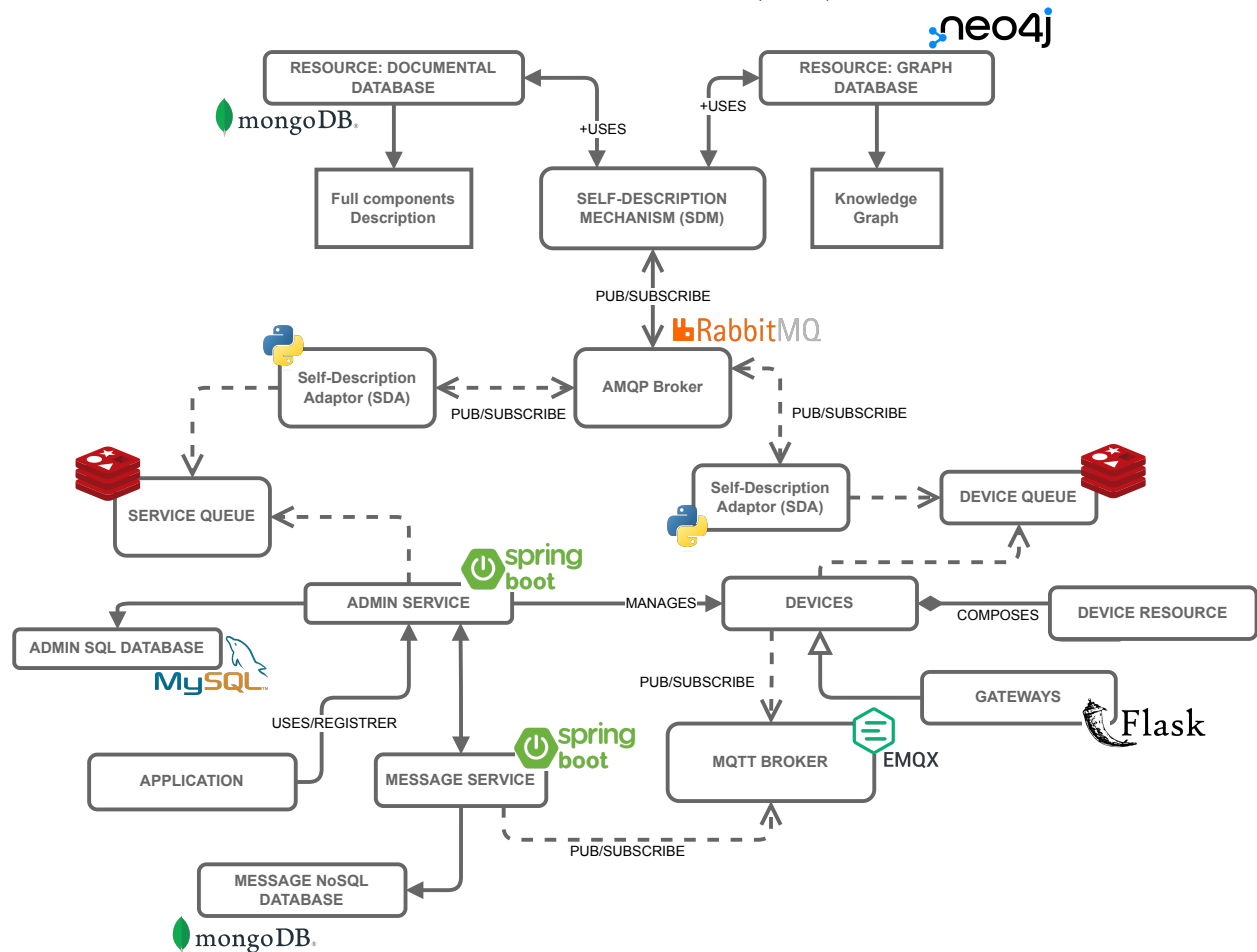 neo4j
RESOURCE: DOCUMENTAL
DATABASE
RESOURCE: GRAPH
DATABASE
mongoDB®
+USES
+USES
Full components
Description
SELF-DESCRIPTION
MECHANISM (SDM)
Knowledge
Graph
PUB/SUBSCRIBE
RabbitMQ
Self-Description
Adaptor (SDA)
AMQP Broker
PUB/SUBSCRIBE
PUB/SUBSCRIBE
SERVICE QUEUE
Self-Description
Adaptor (SDA)
DEVICE QUEUE
spring
boot
ADMIN SERVICE
MANAGES
DEVICES
COMPOSES
DEVICE RESOURCE
ADMIN SQL DATABASE
MySQL™
PUB/SUBSCRIBE
GATEWAYS
USES/REGISTRER
Flask
spring
boot
APPLICATION
MESSAGE SERVICE
MQTT BROKER
EMQX
PUB/SUBSCRIBE
MESSAGE NoSQL
DATABASE
mongoDB®